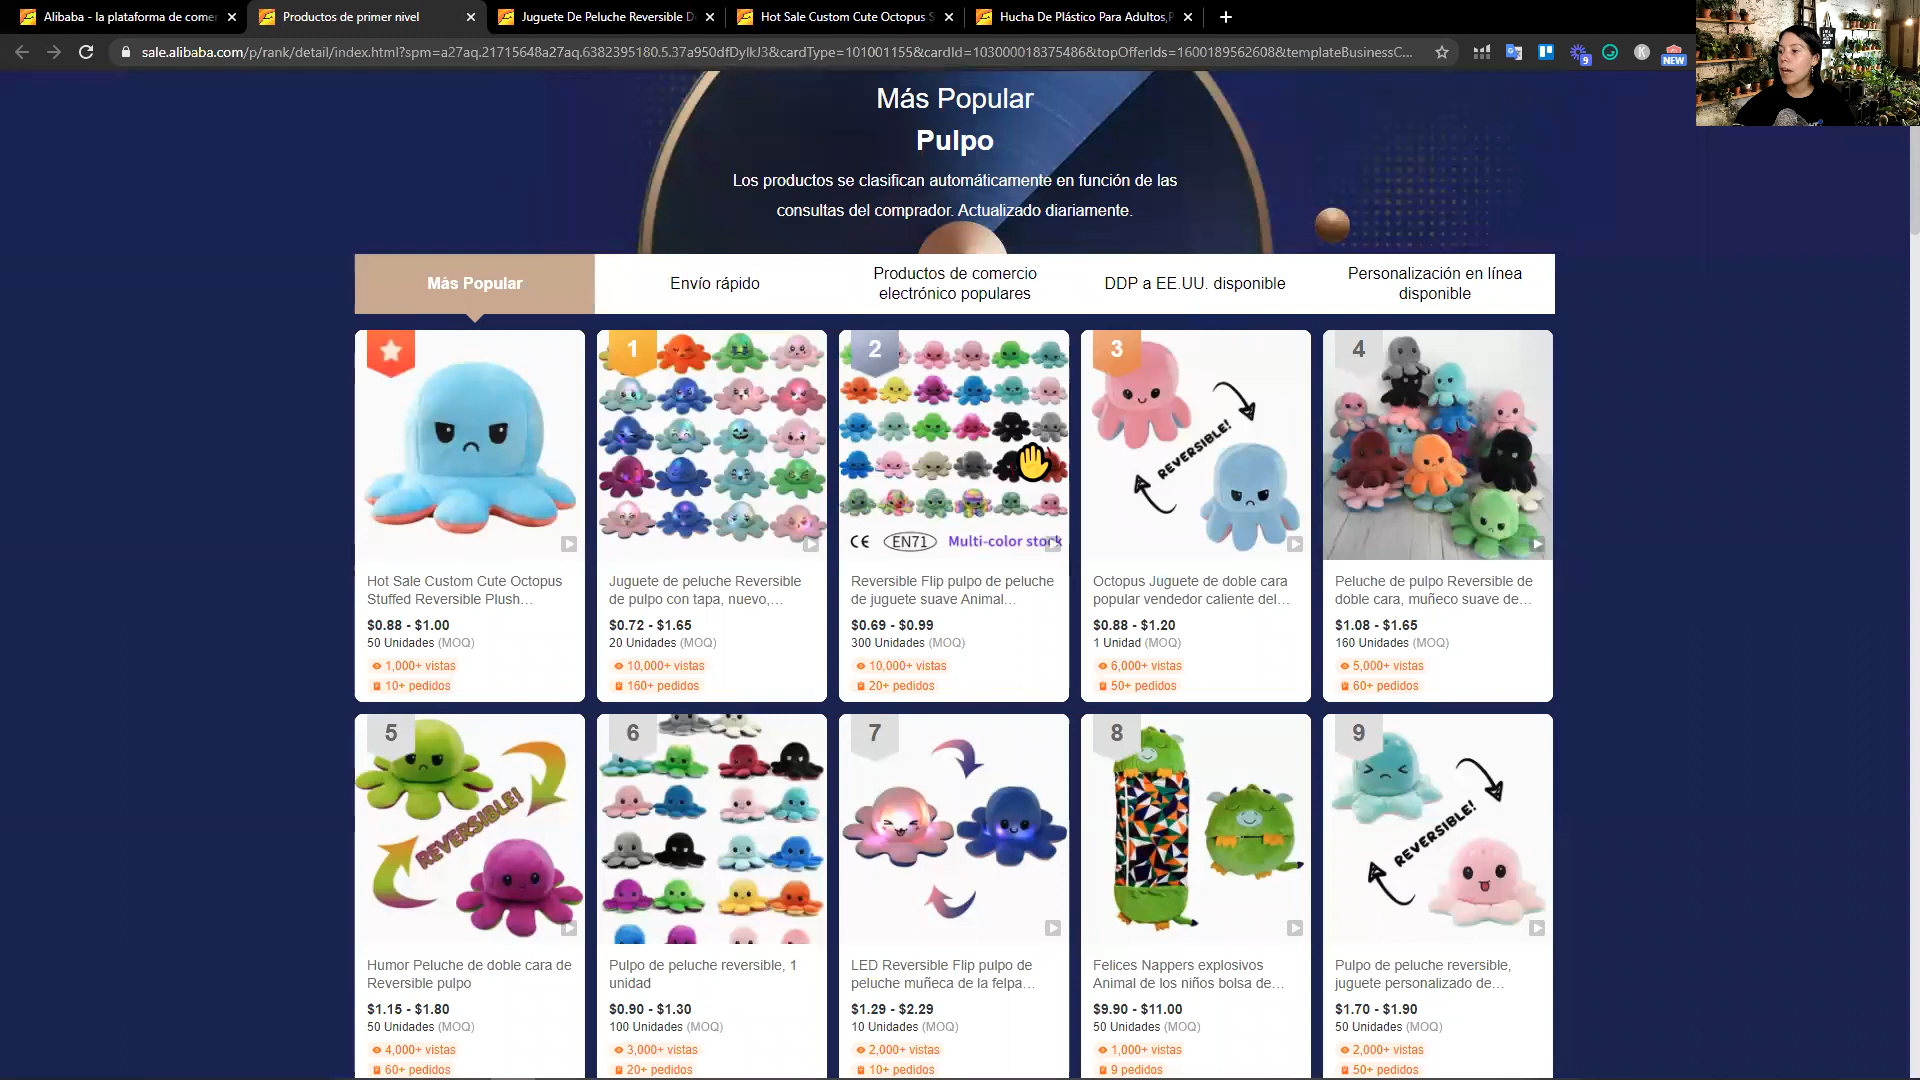 Alibaba - la plataforma de comer
Productos de primer nivel
Juguete De Peluche Reversible D
Hot Sale Custom Cute Octopus S
Hucha De Plástico Para Adultos,P
sale.alibaba.com/p/rank/detail/index.html?spm=a27aq.21715648a27aq.6382395180.5.37a950dfDylkJ3&cardType=101001155&cardId=103000018375486&topOfferIds=1600189562608&templateBusinessC...
9
K
NEW
Más Popular
Pulpo
Los productos se clasifican automáticamente en función de las
consultas del comprador. Actualizado diariamente.
Más Popular
Envío rápido
Productos de comercio
electrónico populares
DDP a EE.UU. disponible
Personalización en línea
disponible
Hot Sale Custom Cute Octopus
Stuffed Reversible Plush...
$0.88 - $1.00
50 Unidades (MOQ)
1,000+ vistas
10+ pedidos
1
Juguete de peluche Reversible
de pulpo con tapa, nuevo,...
$0.72 - $1.65
20 Unidades (MOQ)
10,000+ vistas
160+ pedidos
2
CE EN71 Multi-color stock
Reversible Flip pulpo de peluche
de juguete suave Animal...
$0.69 - $0.99
300 Unidades (MOQ)
10,000+ vistas
20+ pedidos
3
REVERSIBLE!
Octopus Juguete de doble cara
popular vendedor caliente del...
$0.88 - $1.20
1 Unidad (MOQ)
6,000+ vistas
50+ pedidos
4
Peluche de pulpo Reversible de
doble cara, muñeco suave de...
$1.08 - $1.65
160 Unidades (MOQ)
5,000+ vistas
60+ pedidos
5
REVERSIBLE!
Humor Peluche de doble cara de
Reversible pulpo
$1.15 - $1.80
50 Unidades (MOQ)
4,000+ vistas
60+ pedidos
6
Pulpo de peluche reversible, 1
unidad
$0.90 - $1.30
100 Unidades (MOQ)
3,000+ vistas
20+ pedidos
7
LED Reversible Flip pulpo de
peluche muñeca de la felpa...
$1.29 - $2.29
10 Unidades (MOQ)
2,000+ vistas
10+ pedidos
8
Felices Nappers explosivos
Animal de los niños bolsa de...
$9.90 - $11.00
50 Unidades (MOQ)
1,000+ vistas
9 pedidos
9
REVERSIBLE!
Pulpo de peluche reversible,
juguete personalizado de...
$1.70 - $1.90
50 Unidades (MOQ)
2,000+ vistas
50+ pedidos